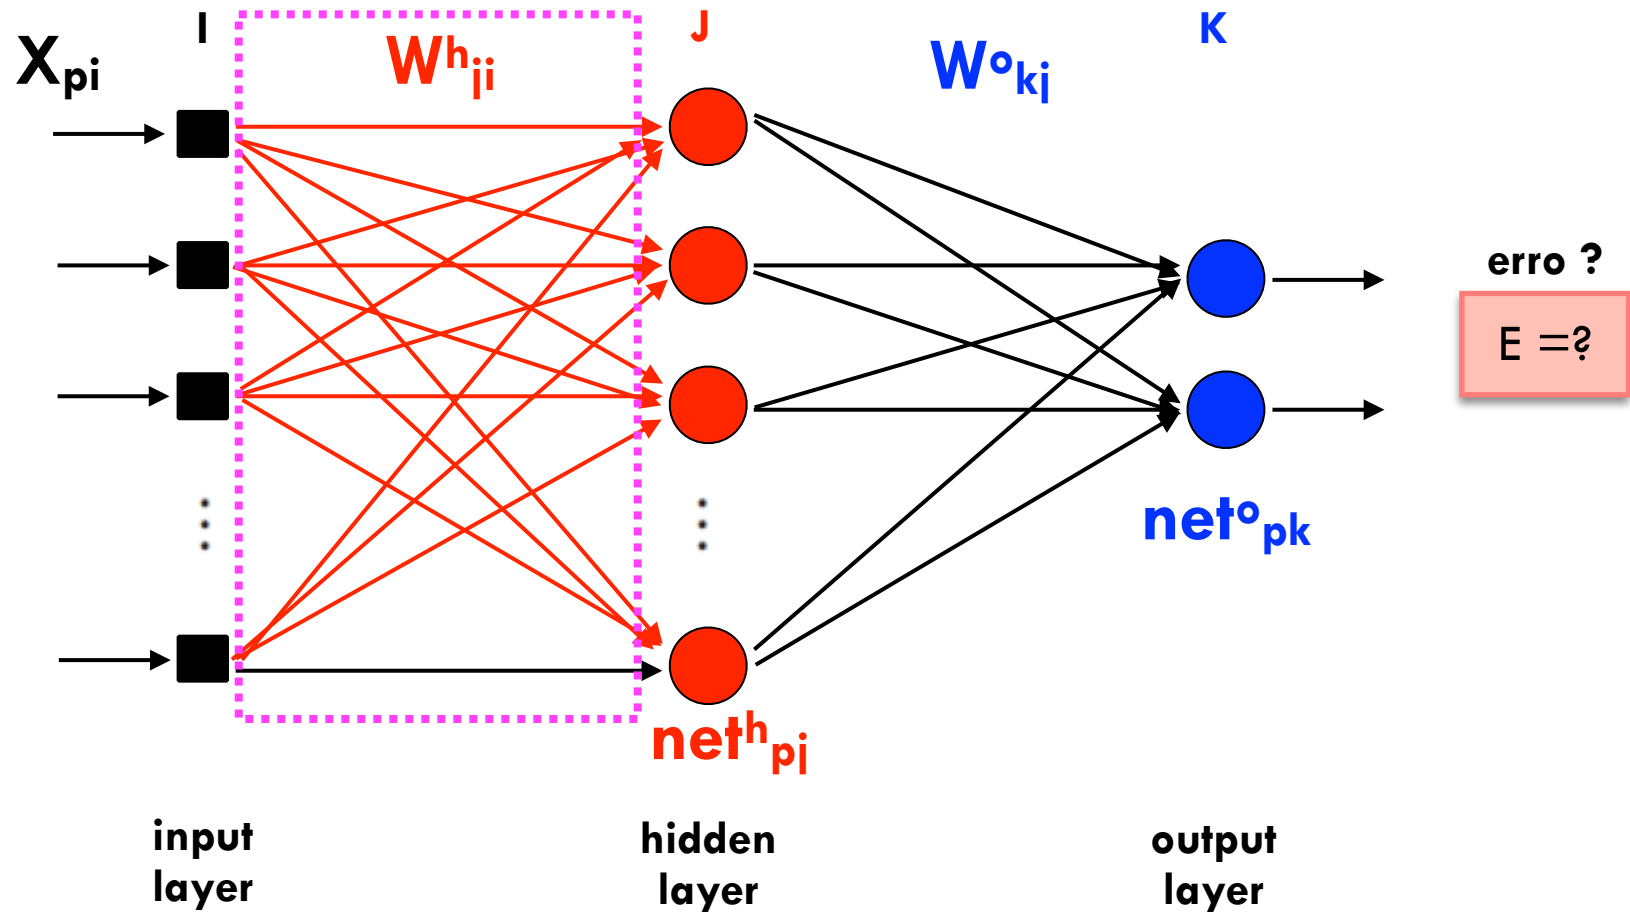 I
J
K
Xpi
Whji
Wokj
erro ?
E =?
netopk
nethpj
input
layer
hidden
layer
output
layer